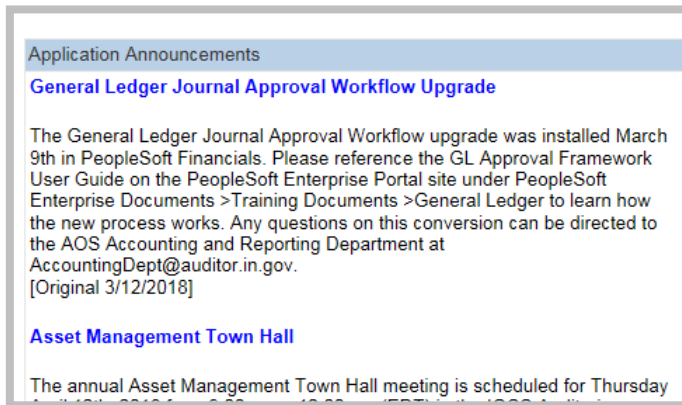 Application Announcements
General Ledger Journal Approval Workflow Upgrade
The General Ledger Journal Approval Workflow upgrade was installed March
9th in PeopleSoft Financials. Please reference the GL Approval Framework
User Guide on the PeopleSoft Enterprise Portal site under PeopleSoft
Enterprise Documents >Training Documents >General Ledger to learn how
the new process works. Any questions on this conversion can be directed to
the AOS Accounting and Reporting Department at
AccountingDept@auditor.in.gov.
[Original 3/12/2018]
Asset Management Town Hall
The annual Asset Management Town Hall meeting is scheduled for Thursday